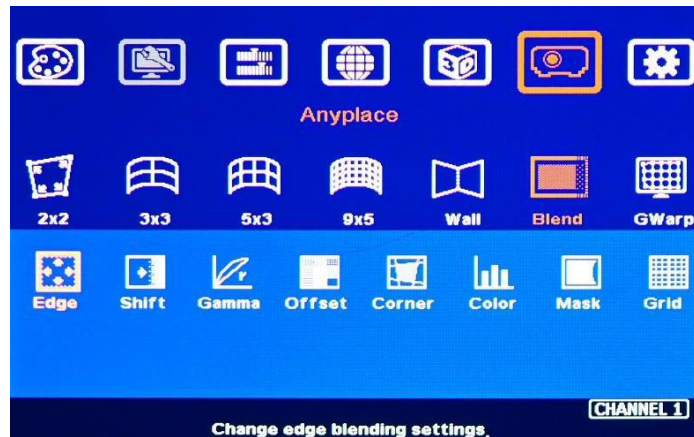 3D
Anyplace
2x2 3x3 5x3 9x5 Wall Blend GWarp
Edge Shift Gamma Offset Corner Color Mask Grid
CHANNEL 1
Change edge blending settings